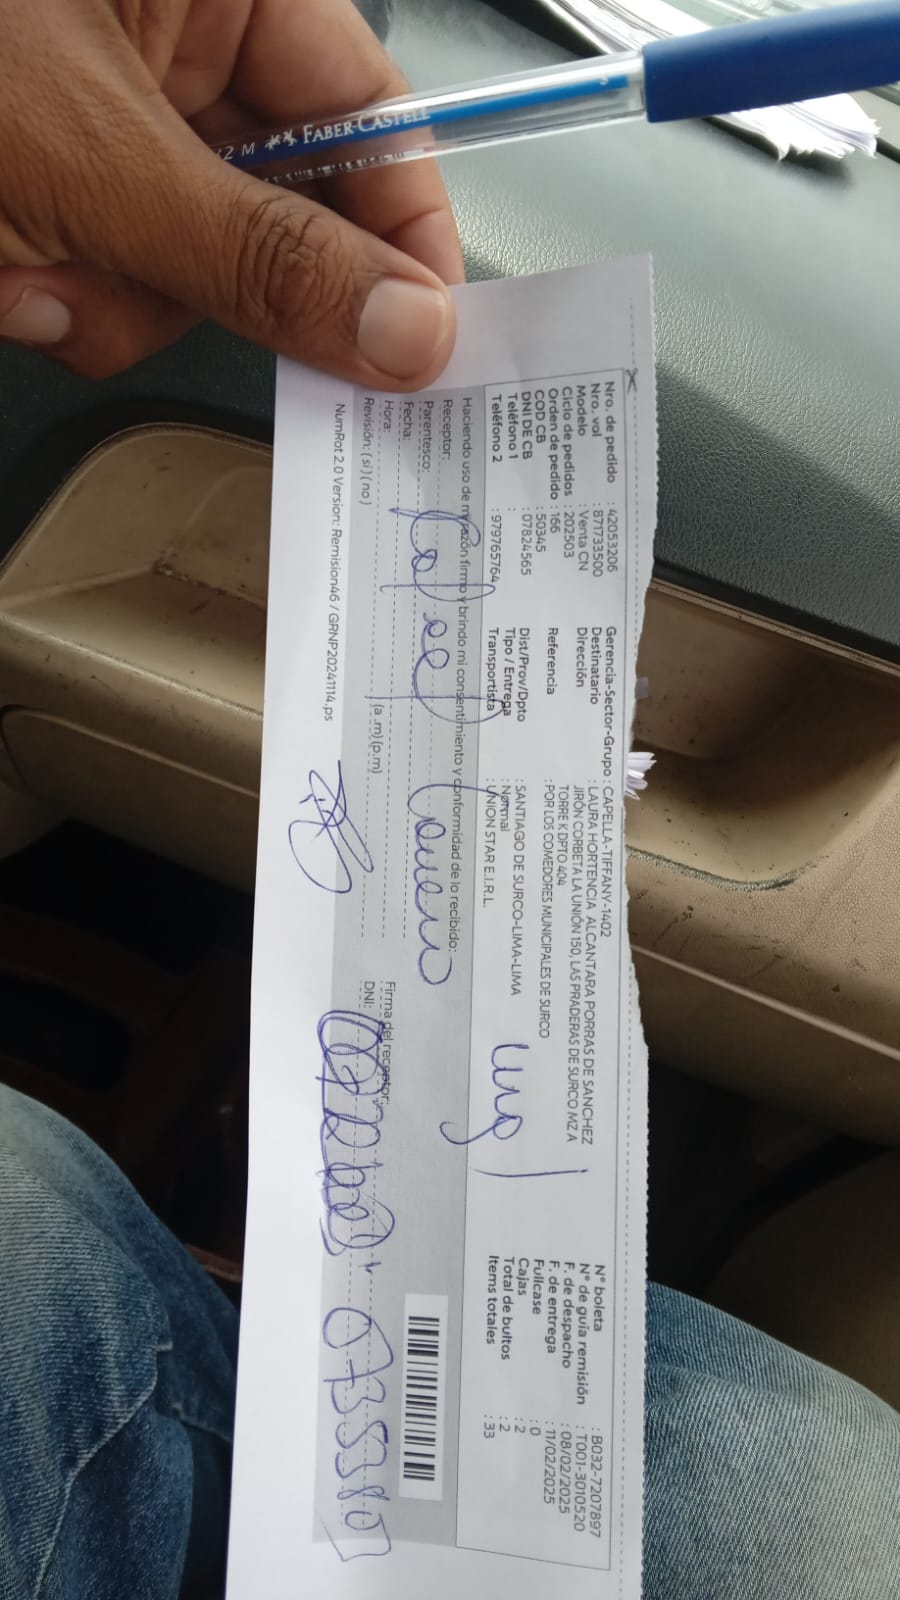 2 M FABER-CASTELL
Nro. de pedido : 42053206
Nro. vol : 871733500
Modelo : Venta CN
Ciclo de pedidos : 202503
Orden de pedido : 166
COD CB : 50345
DNI DE CB : 07824565
Teléfono 1 :
Teléfono 2 : 979765764
Gerencia-Sector-Grupo : CAPELLA-TIFFANY-1402
Destinatario : LAURA HORTENCIA ALCANTARA PORRAS DE SANCHEZ
Dirección : JIRÓN CORBETA LA UNIÓN 150, LAS PRADERAS DE SURCO MZ A
TORRE K DPTO 404
Referencia : POR LOS COMEDORES MUNICIPALES DE SURCO
Dist/Prov/Dpto : SANTIAGO DE SURCO-LIMA-LIMA
Tipo / Entrega : Normal
Transportista : UNION STAR E.I.R.L.
N° boleta : B032-7207897
N° de guía remisión : T001-3010520
F. de despacho : 08/02/2025
F. de entrega : 11/02/2025
Fullcase : 0
Cajas : 2
Total de bultos : 2
Items totales : 33
Haciendo uso de mi razón firmo y brindo mi consentimiento y conformidad de lo recibido:
Receptor:
Parentesco:
Fecha:
Hora: (a.m)(p.m)
Revisión: (si) (no)
Firma del receptor:
DNI:
NumRot 2.0 Version: Remision46 / GRNP20241114.ps